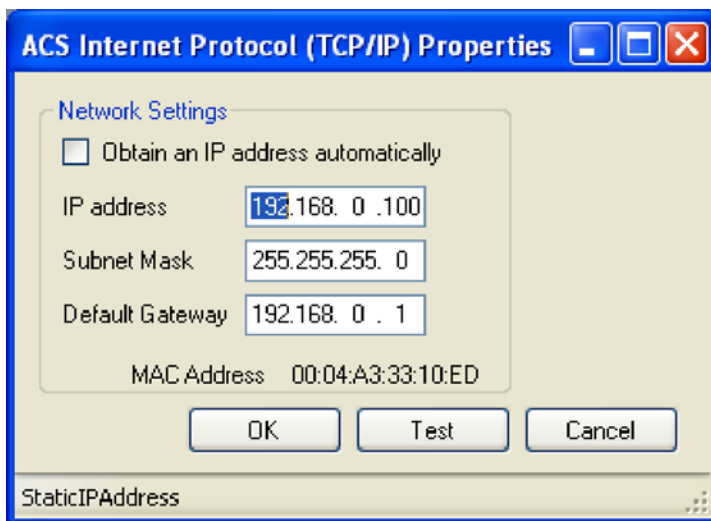 ACS Internet Protocol (TCP/IP) Properties
Network Settings
Obtain an IP address automatically
IP address 192.168. 0 .100
Subnet Mask 255.255.255. 0
Default Gateway 192.168. 0 . 1
MAC Address 00:04:A3:33:10:ED
OK Test Cancel
StaticIPAddress